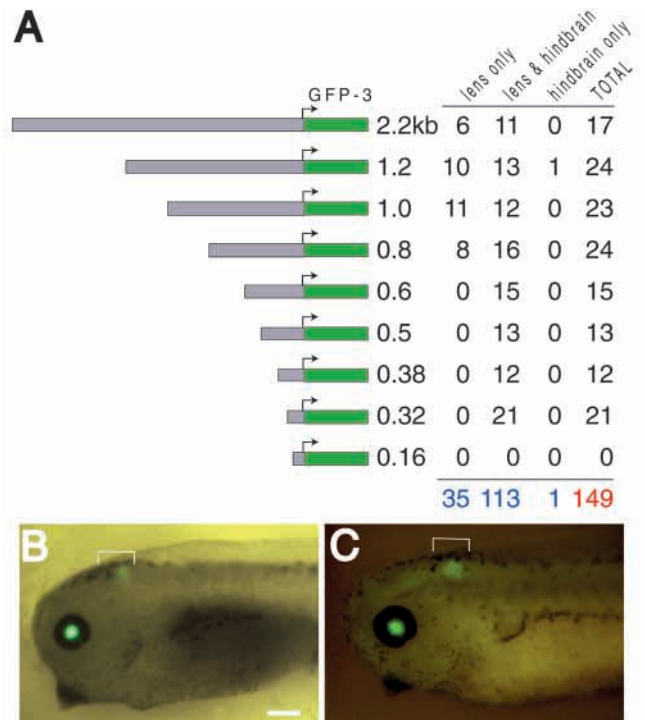 A
lens only
lens & hindbrain
hindbrain only
TOTAL
GFP-3
2.2kb 6 11 0 17
1.2 10 13 1 24
1.0 11 12 0 23
0.8 8 16 0 24
0.6 0 15 0 15
0.5 0 13 0 13
0.38 0 12 0 12
0.32 0 21 0 21
0.16 0 0 0 0
35 113 1 149
B
C